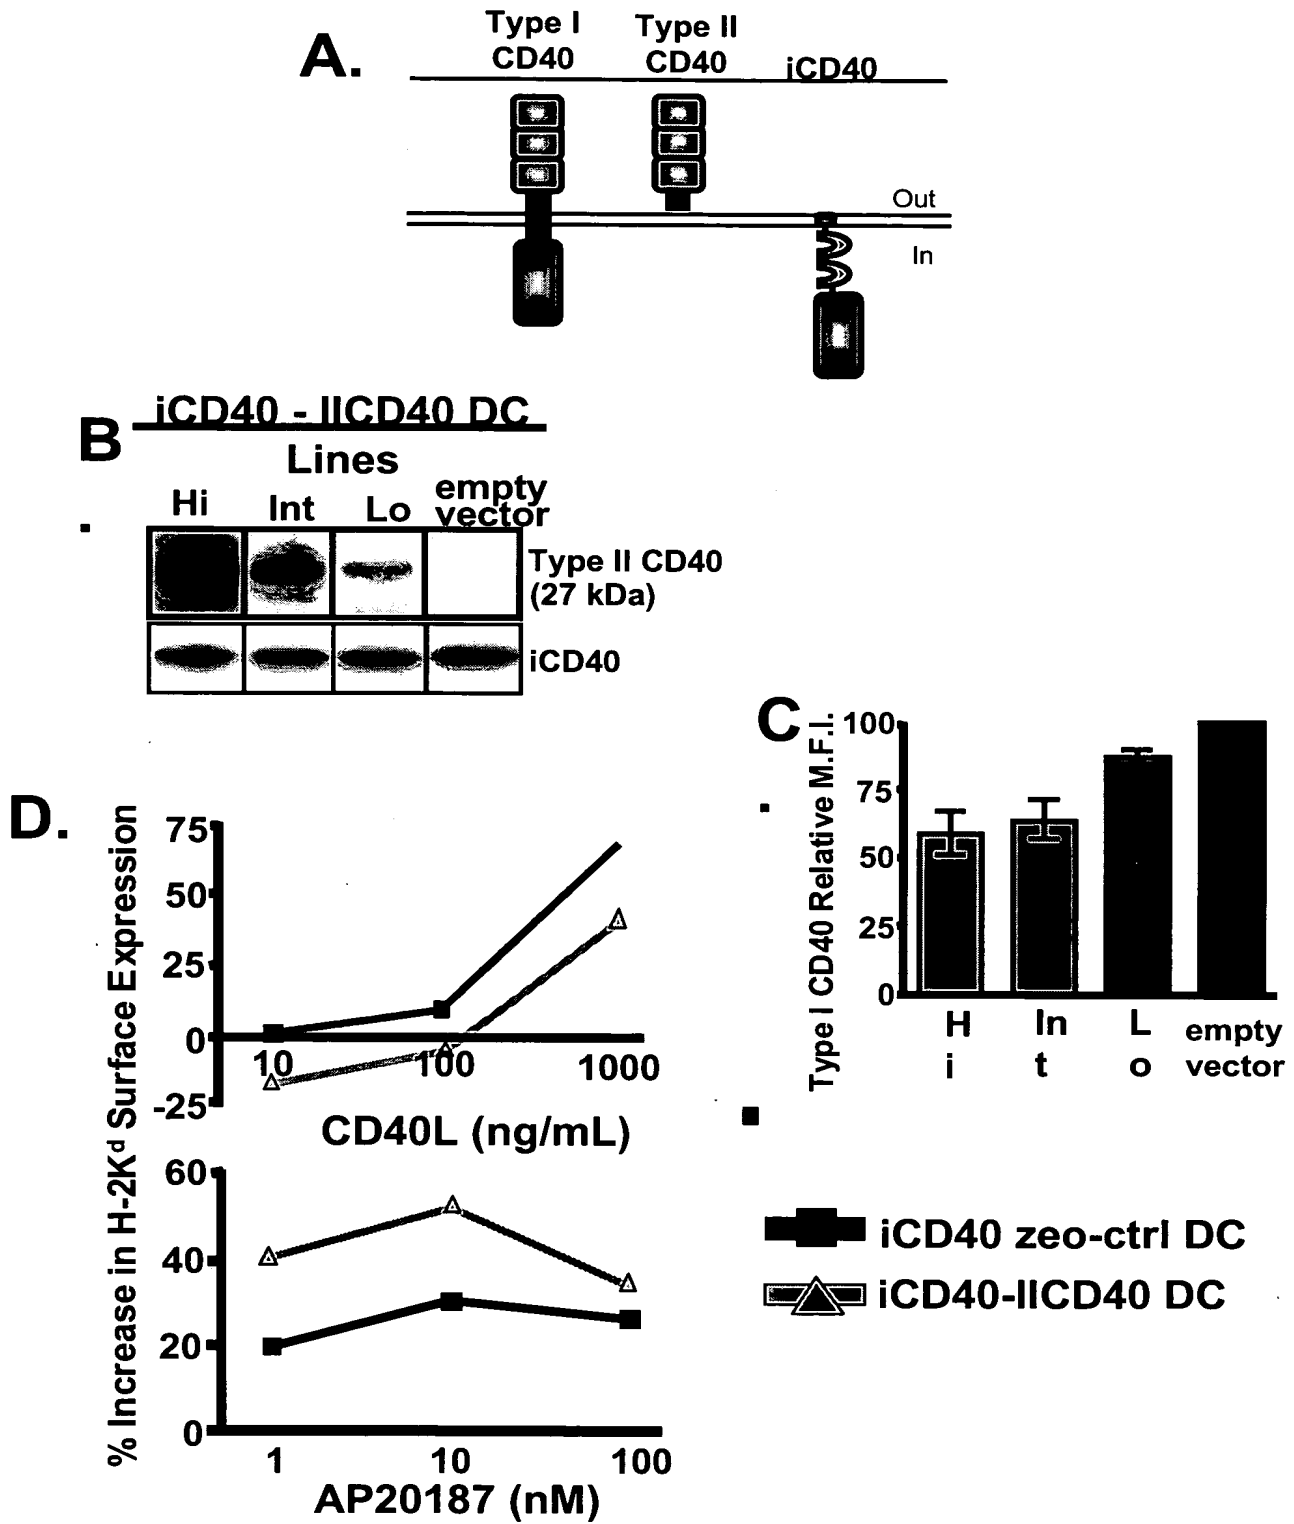 A.
Type I
CD40
Type II
CD40
iCD40
Out
In
B
.
iCD40 - IICD40 DC
Lines
Hi
Int
Lo
empty
vector
Type II CD40
(27 kDa)
iCD40
C
.
Type I CD40 Relative M.F.I.
100
75
50
25
0
H
i
In
t
L
o
empty
vector
D.
% Increase in H-2Kᵈ Surface Expression
75
50
25
0
-25
10
100
1000
CD40L (ng/mL)
60
40
20
0
1
10
100
AP20187 (nM)
iCD40 zeo-ctrl DC
iCD40-IICD40 DC